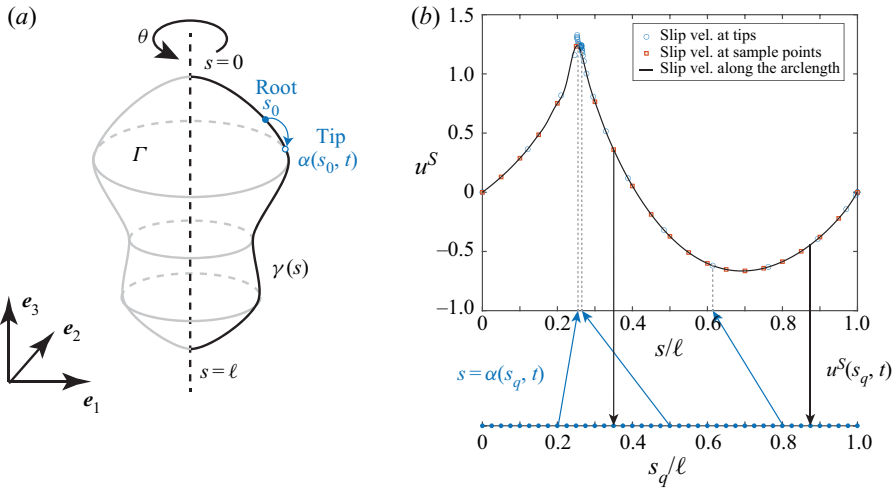 (a)
θ
s = 0
Root
s₀
Tip
α(s₀, t)
Γ
γ(s)
e₃
e₂
e₁
s = ℓ
(b)
1.5
1.0
0.5
0
−0.5
−1.0
uˢ
Slip vel. at tips
Slip vel. at sample points
Slip vel. along the arclength
0 0.2 0.4 0.6 0.8 1.0
s/ℓ
s = α(s_q, t)
uˢ(s_q, t)
0 0.2 0.4 0.6 0.8 1.0
s_q/ℓ